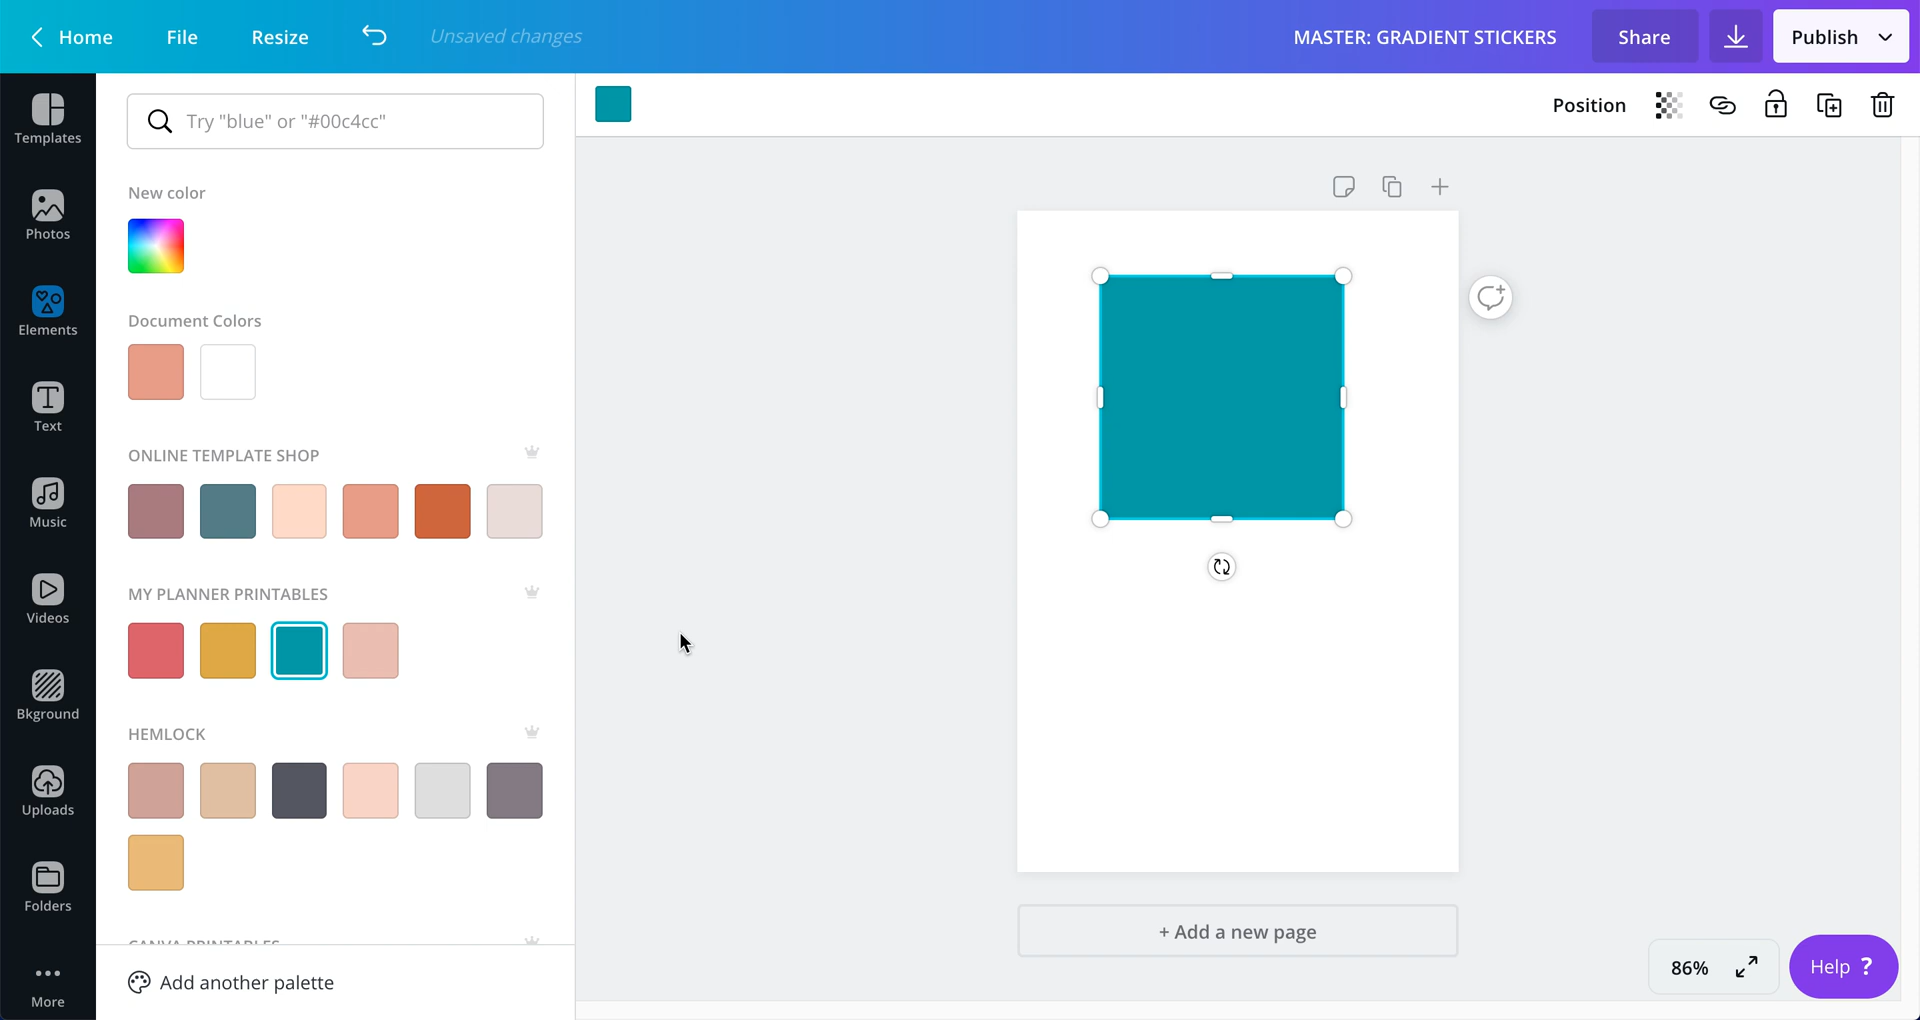 Home
File
Resize
Unsaved changes
MASTER: GRADIENT STICKERS
Share
Publish
Templates
Photos
Elements
Text
Music
Videos
Bkground
Uploads
Folders
More
Try "blue" or "#00c4cc"
New color
Document Colors
ONLINE TEMPLATE SHOP
MY PLANNER PRINTABLES
HEMLOCK
CANVA PRINTABLES
Add another palette
Position
+ Add a new page
86%
Help ?